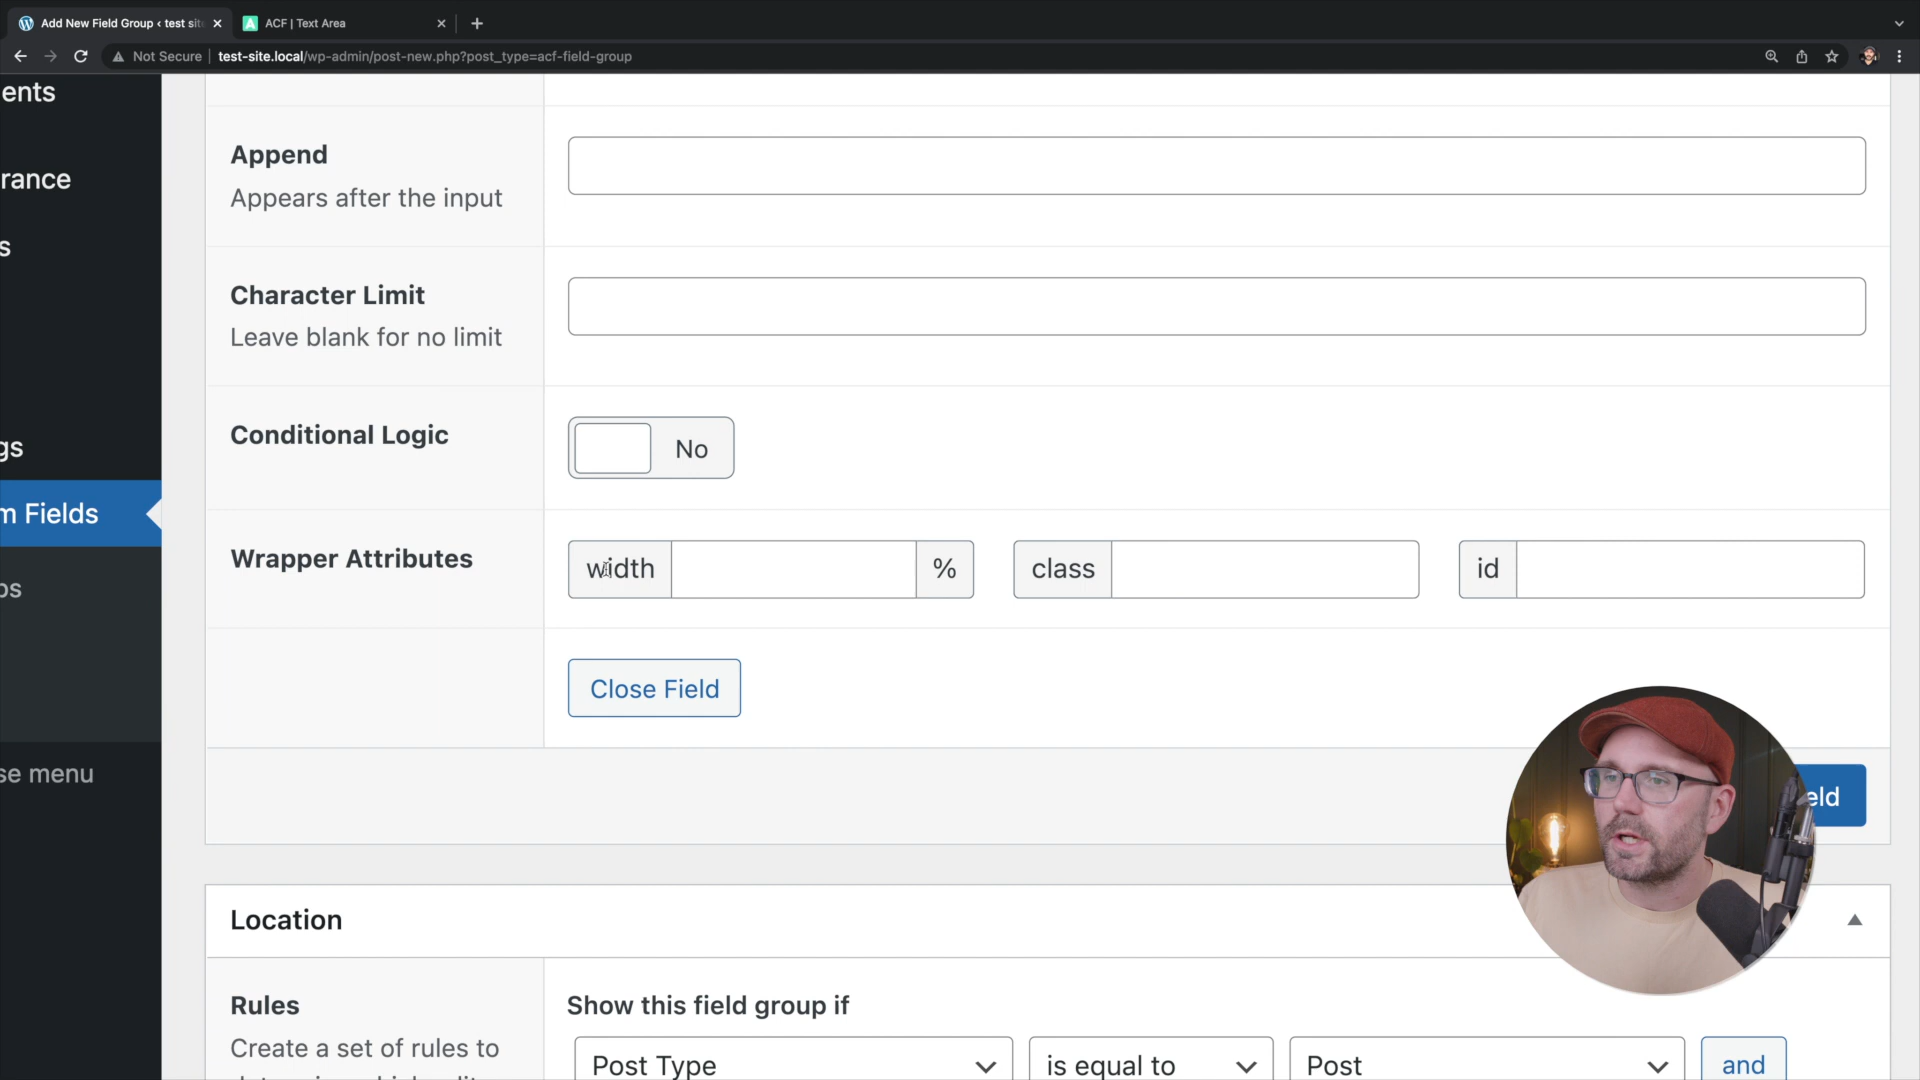 Add New Field Group ‹ test sit
ACF | Text Area
Not Secure
test-site.local/wp-admin/post-new.php?post_type=acf-field-group
ents
rance
s
gs
m Fields
ps
se menu
Append
Appears after the input
Character Limit
Leave blank for no limit
Conditional Logic
No
Wrapper Attributes
width
%
class
id
Close Field
eld
Location
Rules
Create a set of rules to
Show this field group if
Post Type
is equal to
Post
and